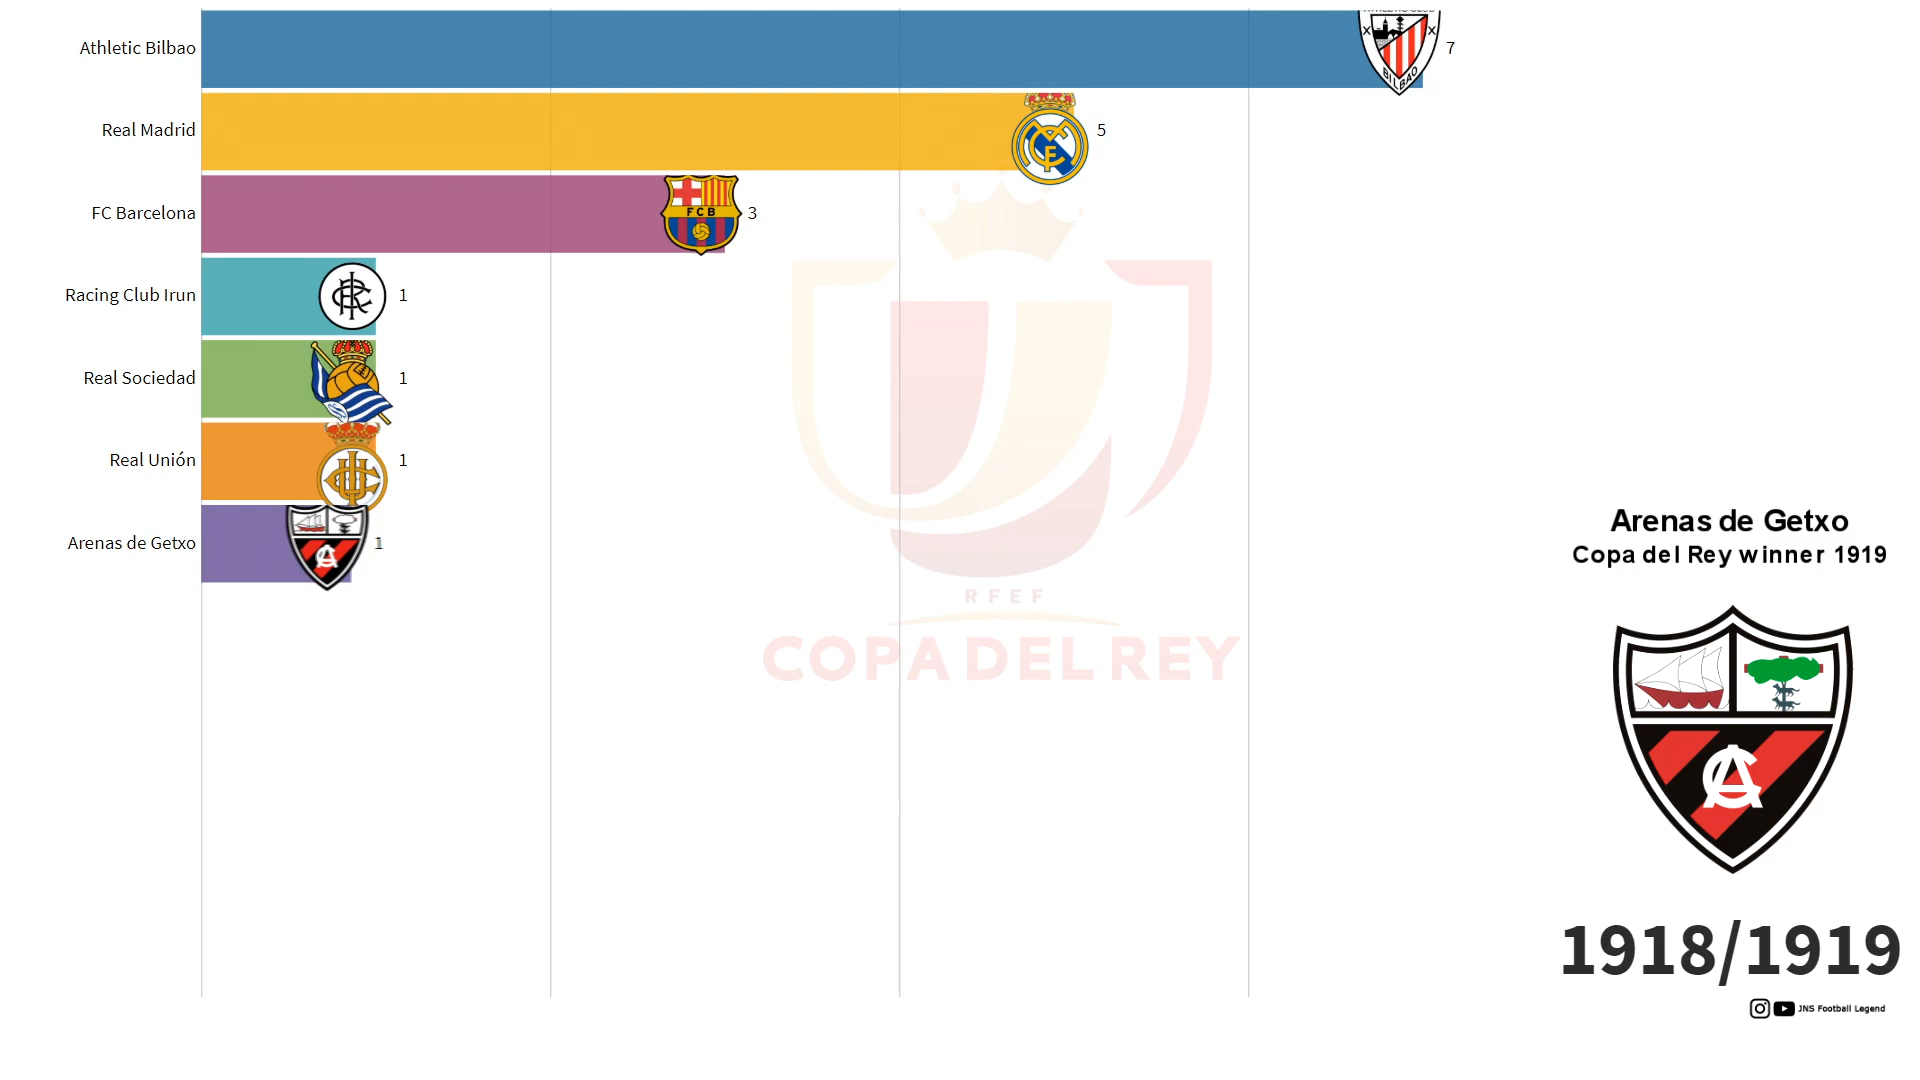 Athletic Bilbao
7
BILBAO
Real Madrid
5
FC Barcelona
FCB
3
Racing Club Irun
1
Real Sociedad
1
Real Unión
1
Arenas de Getxo
1
RFEF
COPA DEL REY
Arenas de Getxo
Copa del Rey winner 1919
1918/1919
JNS Football Legend